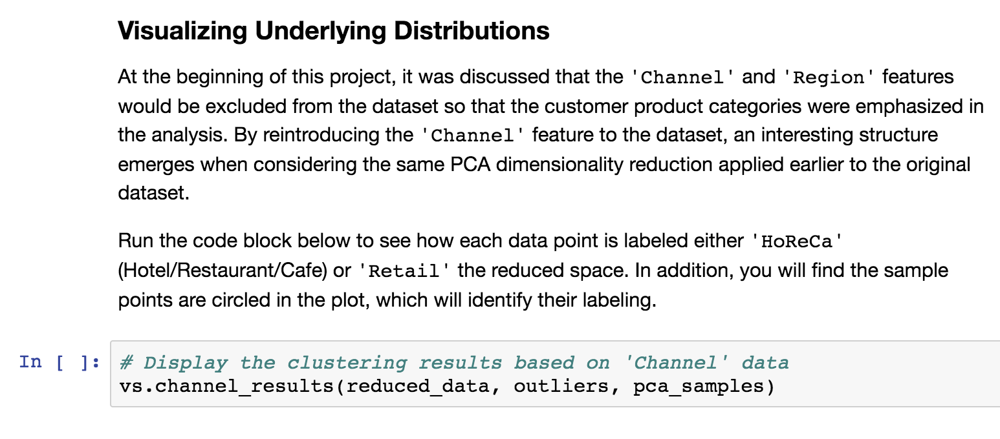 Visualizing Underlying Distributions
At the beginning of this project, it was discussed that the 'Channel' and 'Region' features
would be excluded from the dataset so that the customer product categories were emphasized in
the analysis. By reintroducing the 'Channel' feature to the dataset, an interesting structure
emerges when considering the same PCA dimensionality reduction applied earlier to the original
dataset.
Run the code block below to see how each data point is labeled either 'HoReCa'
(Hotel/Restaurant/Cafe) or 'Retail' the reduced space. In addition, you will find the sample
points are circled in the plot, which will identify their labeling.
In [ ]: # Display the clustering results based on 'Channel' data
vs.channel_results(reduced_data, outliers, pca_samples)